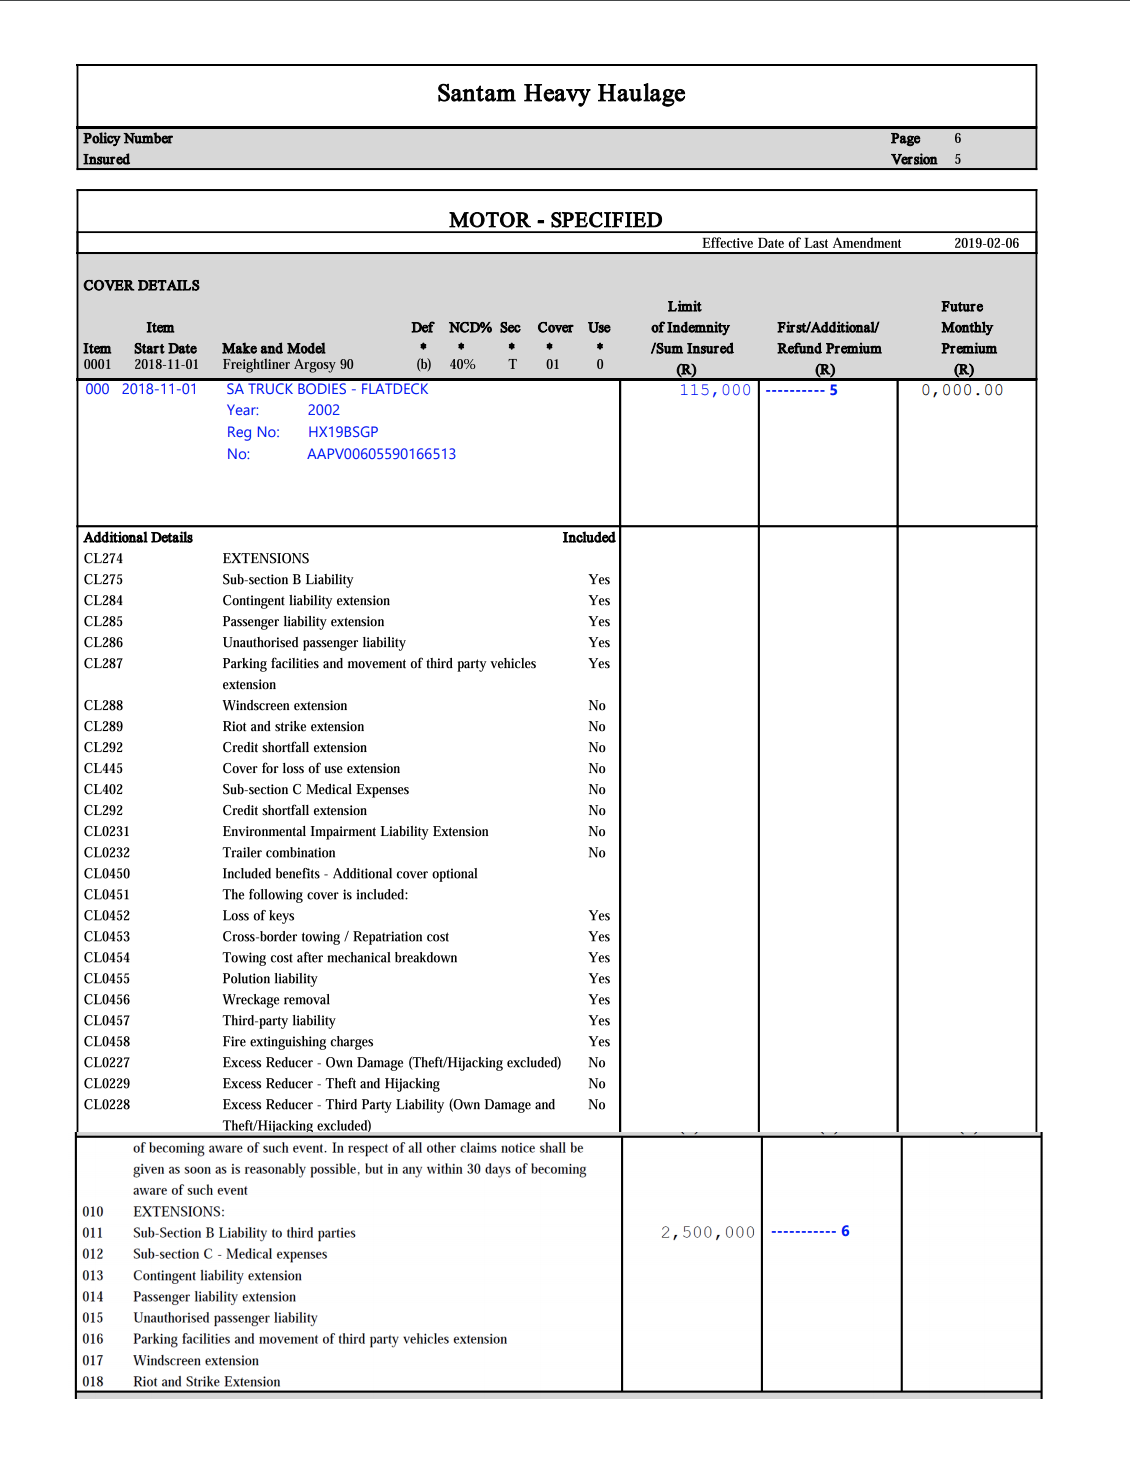 Santam Heavy Haulage
Policy Number Page 6
Insured Version 5
MOTOR - SPECIFIED
Effective Date of Last Amendment 2019-02-06
COVER DETAILS
Limit Future
Item Def NCD% Sec Cover Use of Indemnity First/Additional/ Monthly
Item Start Date Make and Model * * * * * /Sum Insured Refund Premium Premium
0001 2018-11-01 Freightliner Argosy 90 (b) 40% T 01 0 (R) (R) (R)
000 2018-11-01 SA TRUCK BODIES - FLATDECK 115,000 ---------- 5 0,000.00
Year: 2002
Reg No: HX19BSGP
No: AAPV00605590166513
Additional Details Included
CL274 EXTENSIONS
CL275 Sub-section B Liability Yes
CL284 Contingent liability extension Yes
CL285 Passenger liability extension Yes
CL286 Unauthorised passenger liability Yes
CL287 Parking facilities and movement of third party vehicles Yes
extension
CL288 Windscreen extension No
CL289 Riot and strike extension No
CL292 Credit shortfall extension No
CL445 Cover for loss of use extension No
CL402 Sub-section C Medical Expenses No
CL292 Credit shortfall extension No
CL0231 Environmental Impairment Liability Extension No
CL0232 Trailer combination No
CL0450 Included benefits - Additional cover optional
CL0451 The following cover is included:
CL0452 Loss of keys Yes
CL0453 Cross-border towing / Repatriation cost Yes
CL0454 Towing cost after mechanical breakdown Yes
CL0455 Polution liability Yes
CL0456 Wreckage removal Yes
CL0457 Third-party liability Yes
CL0458 Fire extinguishing charges Yes
CL0227 Excess Reducer - Own Damage (Theft/Hijacking excluded) No
CL0229 Excess Reducer - Theft and Hijacking No
CL0228 Excess Reducer - Third Party Liability (Own Damage and No
Theft/Hijacking excluded)
of becoming aware of such event. In respect of all other claims notice shall be
given as soon as is reasonably possible, but in any within 30 days of becoming
aware of such event
010 EXTENSIONS:
011 Sub-Section B Liability to third parties 2,500,000 ----------- 6
012 Sub-section C - Medical expenses
013 Contingent liability extension
014 Passenger liability extension
015 Unauthorised passenger liability
016 Parking facilities and movement of third party vehicles extension
017 Windscreen extension
018 Riot and Strike Extension